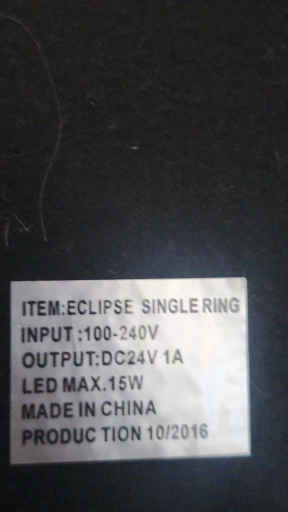 ITEM:ECLIPSE SINGLE RING
INPUT :100-240V
OUTPUT:DC24V 1A
LED MAX.15W
MADE IN CHINA
PRODUC TION 10/2016